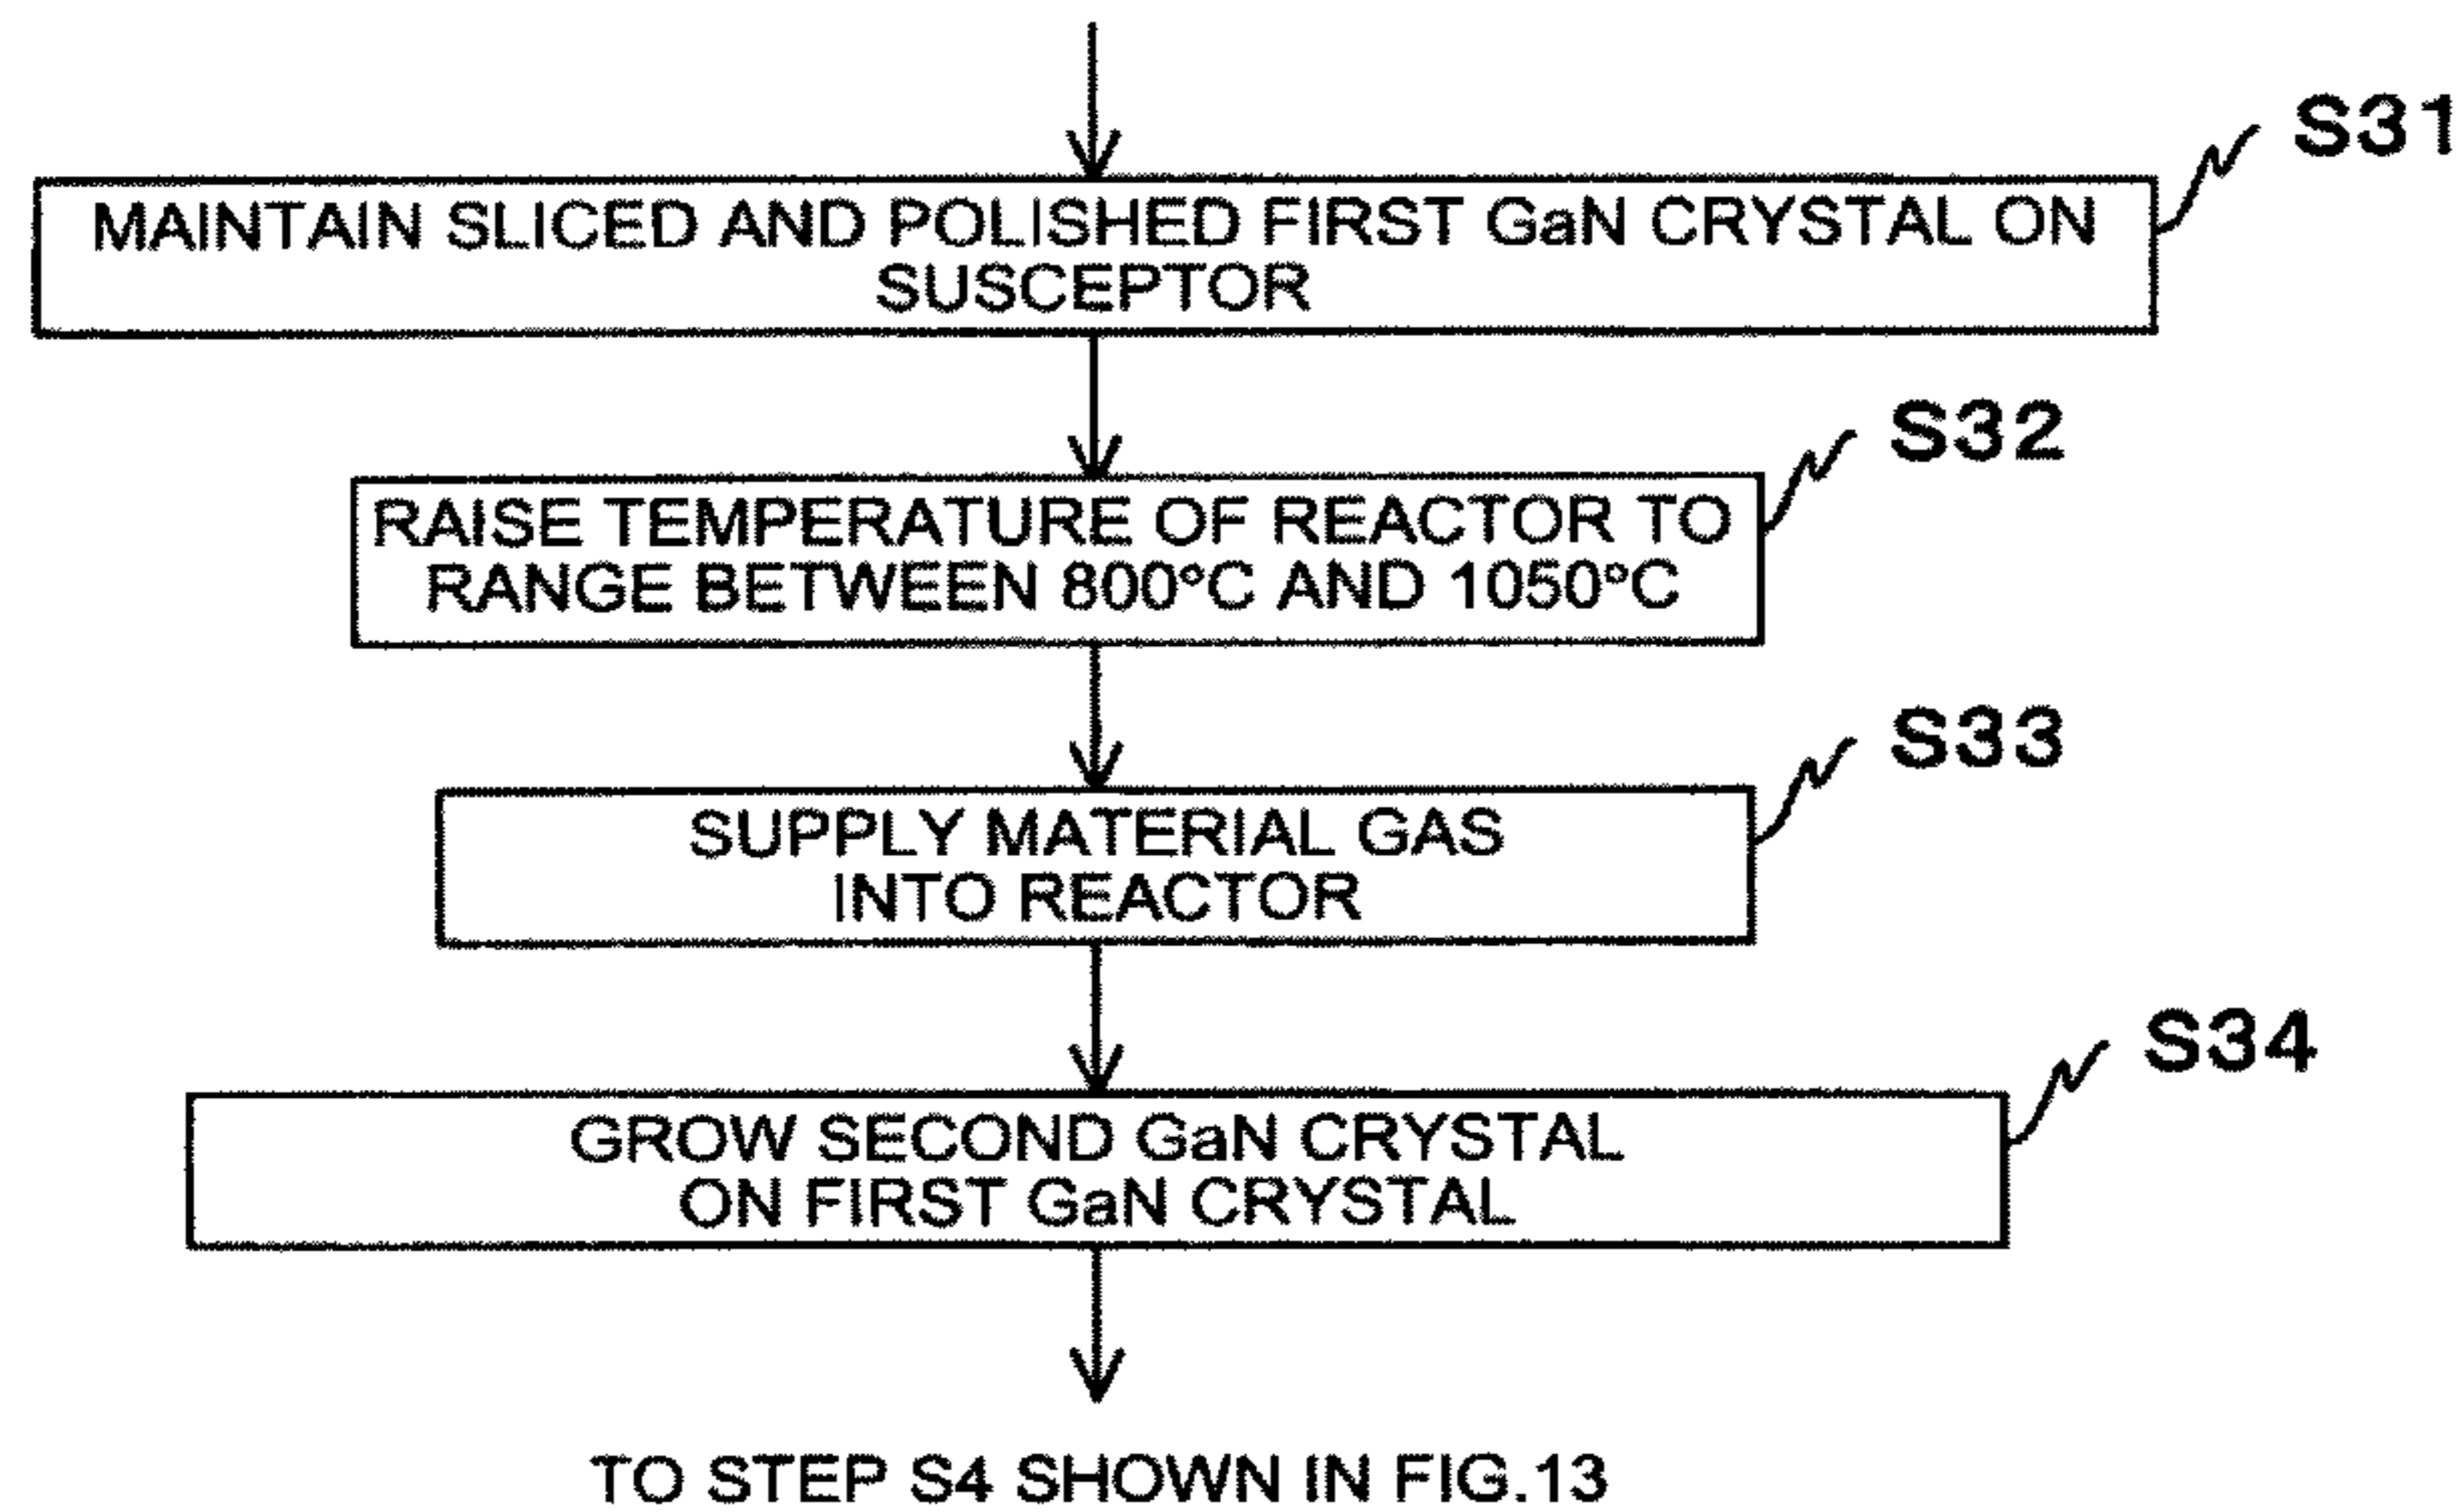 S31
MAINTAIN SLICED AND POLISHED FIRST GaN CRYSTAL ON
SUSCEPTOR
S32
RAISE TEMPERATURE OF REACTOR TO
RANGE BETWEEN 800°C AND 1050°C
S33
SUPPLY MATERIAL GAS
INTO REACTOR
S34
GROW SECOND GaN CRYSTAL
ON FIRST GaN CRYSTAL
TO STEP S4 SHOWN IN FIG.13